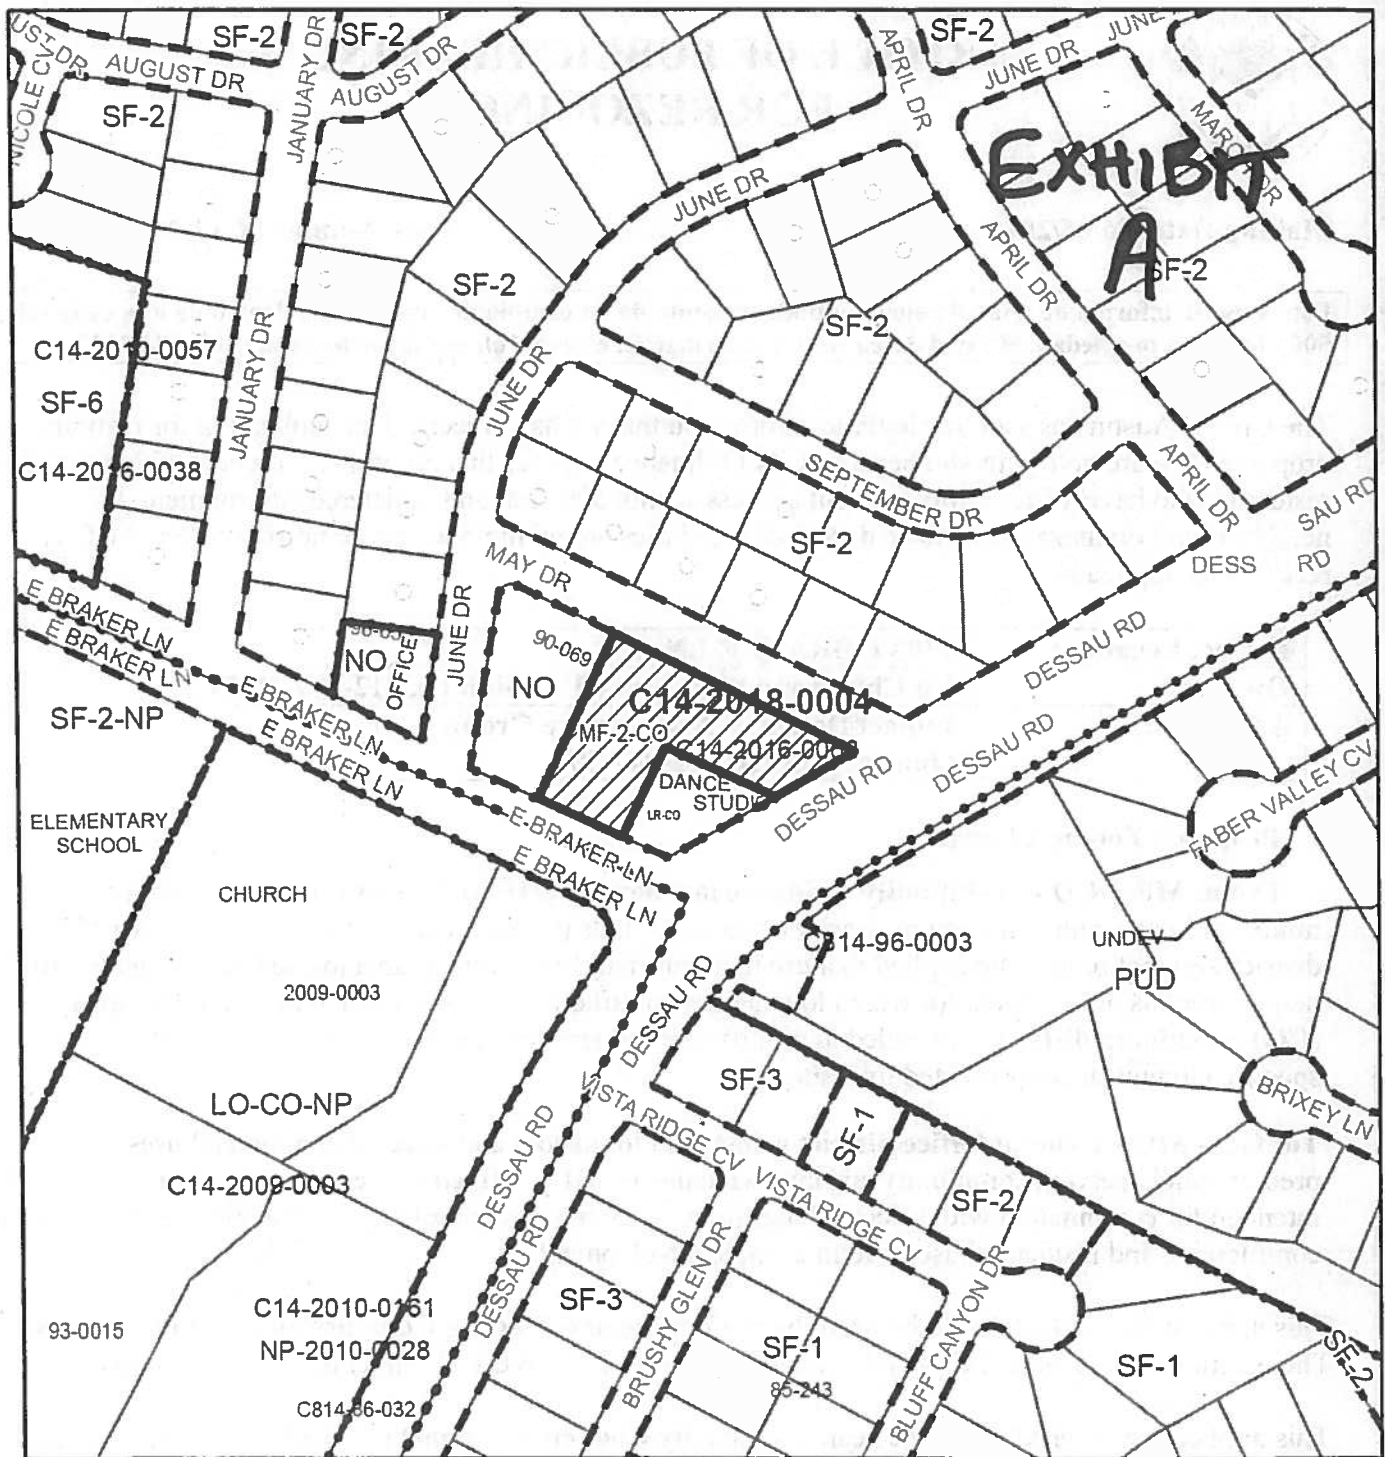 SF-2
SF-2
SF-2
UST DR
AUGUST DR
JANUARY DR
AUGUST DR
APRIL DR
JUNE DR
JUNE
NICOLE CV
SF-2
EXHIBIT
A
MARCH DR
JUNE DR
APRIL DR
SF-2
SF-2
SF-2
C14-2010-0057
SF-6
JANUARY DR
JUNE DR
C14-2016-0038
SEPTEMBER DR
APRIL DR
SAU RD
SF-2
DESS
RD
MAY DR
E BRAKER LN
E BRAKER LN
JUNE DR
90-069
NO
OFFICE
NO
DESSAU RD
E BRAKER LN
E BRAKER LN
C14-2018-0004
MF-2-CO
SF-2-NP
DANCE
STUDIO
LR-CO
DESSAU RD
DESSAU RD
FABER VALLEY CV
ELEMENTARY
SCHOOL
E BRAKER LN
E BRAKER LN
CHURCH
C814-96-0003
UNDEV
PUD
2009-0003
DESSAU RD
SF-3
BRIXEY LN
VISTA RIDGE CV
SF-1
LO-CO-NP
C14-2009-0003
DESSAU RD
VISTA RIDGE CV
SF-2
DESSAU RD
BRUSHY GLEN DR
BLUFF CANYON DR
93-0015
C14-2010-0161
NP-2010-0028
SF-3
SF-1
85-243
SF-1
SF-2
C814-86-032